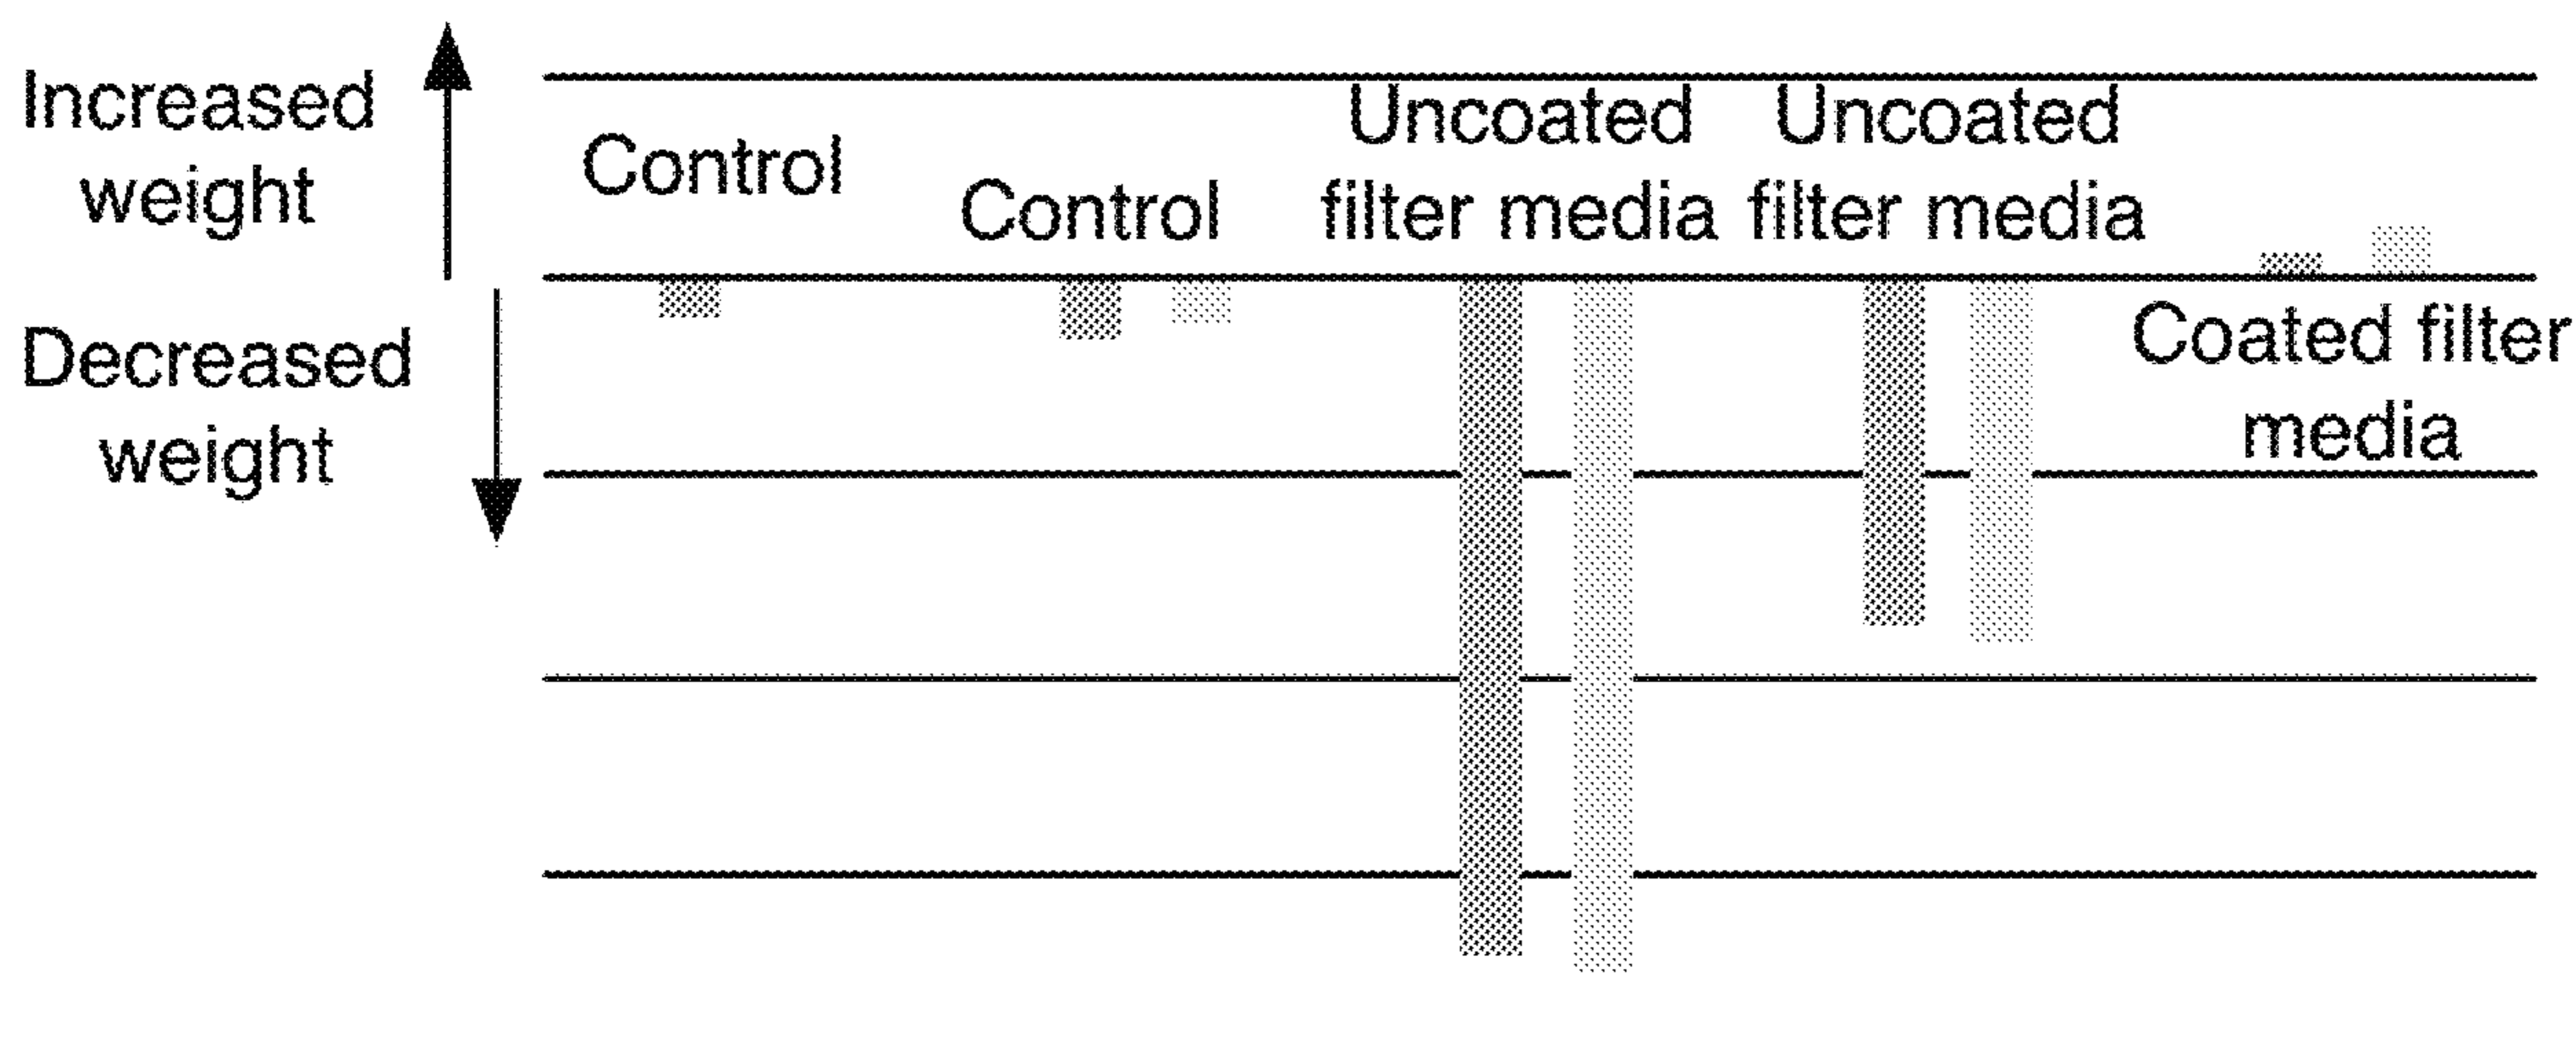 Increased
weight
Decreased
weight
Control
Control
Uncoated
filter media
Uncoated
filter media
Coated filter
media